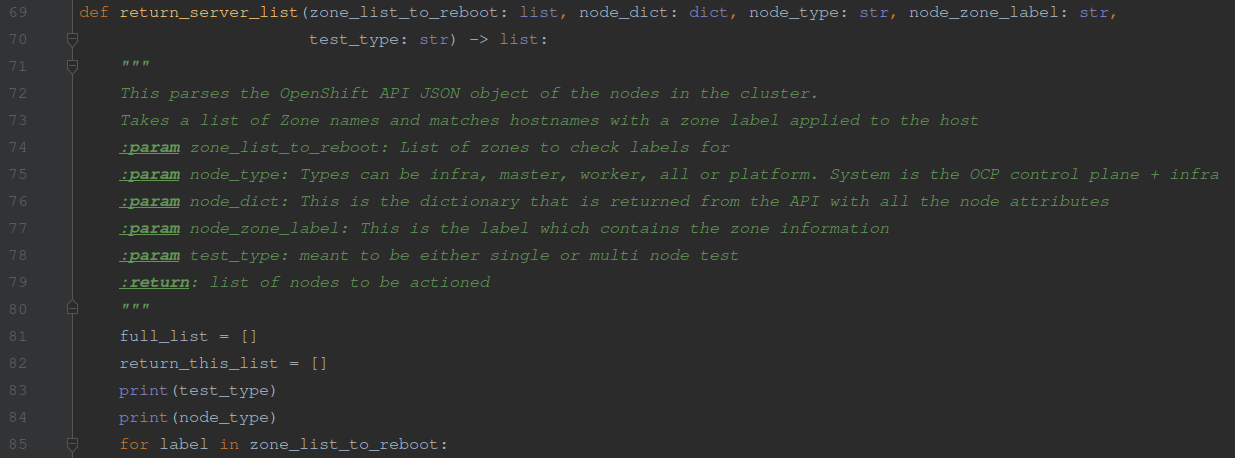 69 def return_server_list(zone_list_to_reboot: list, node_dict: dict, node_type: str, node_zone_label: str,
70 test_type: str) -> list:
71 """
72 This parses the OpenShift API JSON object of the nodes in the cluster.
73 Takes a list of Zone names and matches hostnames with a zone label applied to the host
74 :param zone_list_to_reboot: List of zones to check labels for
75 :param node_type: Types can be infra, master, worker, all or platform. System is the OCP control plane + infra
76 :param node_dict: This is the dictionary that is returned from the API with all the node attributes
77 :param node_zone_label: This is the label which contains the zone information
78 :param test_type: meant to be either single or multi node test
79 :return: list of nodes to be actioned
80 """
81 full_list = []
82 return_this_list = []
83 print(test_type)
84 print(node_type)
85 for label in zone_list_to_reboot: